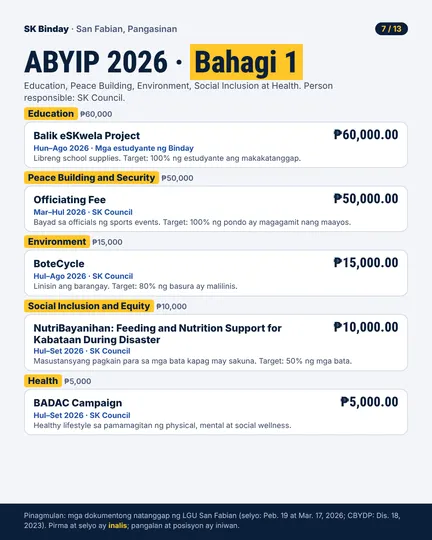 SK Binday · San Fabian, Pangasinan
7 / 13
ABYIP 2026 · Bahagi 1
Education, Peace Building, Environment, Social Inclusion at Health. Person
responsible: SK Council.
Education ₱60,000
Balik eSKwela Project ₱60,000.00
Hun–Ago 2026 · Mga estudyante ng Binday
Libreng school supplies. Target: 100% ng estudyante ang makakatanggap.
Peace Building and Security ₱50,000
Officiating Fee ₱50,000.00
Mar–Hul 2026 · SK Council
Bayad sa officials ng sports events. Target: 100% ng pondo ay magagamit nang maayos.
Environment ₱15,000
BoteCycle ₱15,000.00
Hul–Ago 2026 · SK Council
Linisin ang barangay. Target: 80% ng basura ay malilinis.
Social Inclusion and Equity ₱10,000
NutriBayanihan: Feeding and Nutrition Support for ₱10,000.00
Kabataan During Disaster
Hul–Set 2026 · SK Council
Masustansyang pagkain para sa mga bata kapag may sakuna. Target: 50% ng mga bata.
Health ₱5,000
BADAC Campaign ₱5,000.00
Hul–Set 2026 · SK Council
Healthy lifestyle sa pamamagitan ng physical, mental at social wellness.
Pinagmulan: mga dokumentong natanggap ng LGU San Fabian (selyo: Peb. 19 at Mar. 17, 2026; CBYDP: Dis. 18,
2023). Pirma at selyo ay inalis; pangalan at posisyon ay iniwan.